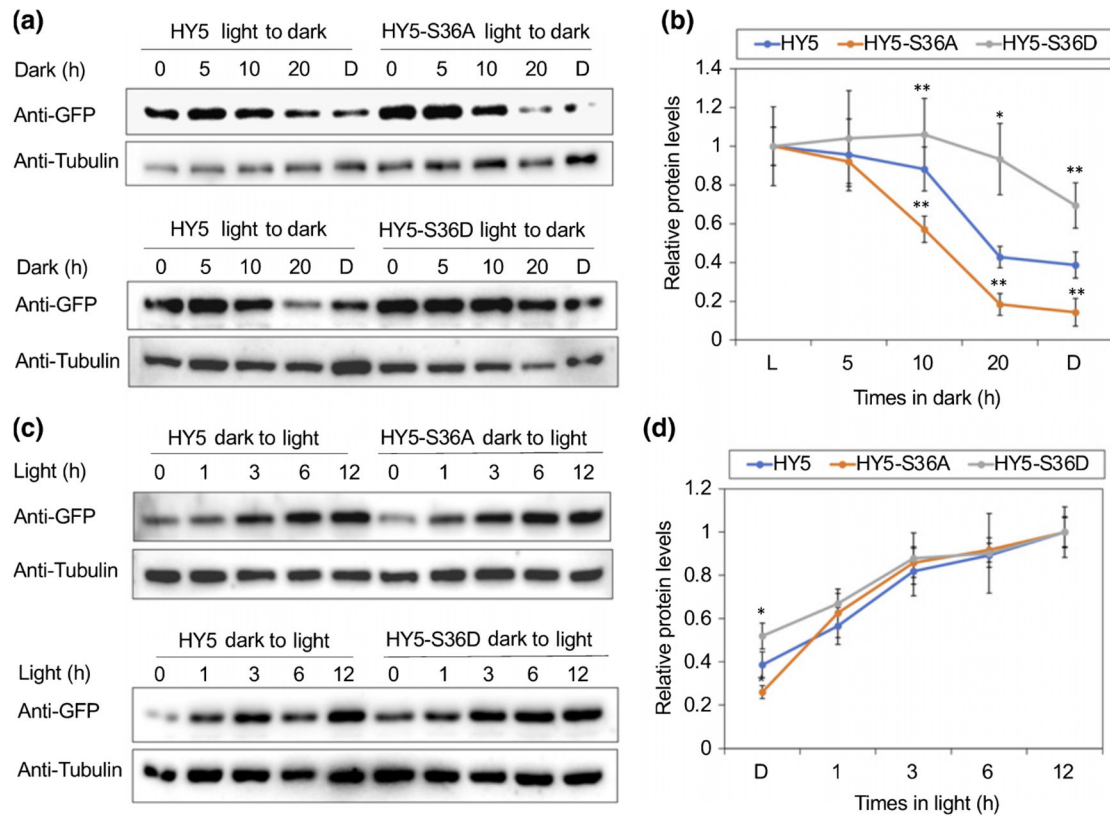 (a)
HY5 light to dark HY5-S36A light to dark
Dark (h) 0 5 10 20 D 0 5 10 20 D
Anti-GFP
Anti-Tubulin
HY5 light to dark HY5-S36D light to dark
Dark (h) 0 5 10 20 D 0 5 10 20 D
Anti-GFP
Anti-Tubulin
(b)
HY5 HY5-S36A HY5-S36D
Relative protein levels
1.4
1.2
1
0.8
0.6
0.4
0.2
0
** * **
** ** **
L 5 10 20 D
Times in dark (h)
(c)
HY5 dark to light HY5-S36A dark to light
Light (h) 0 1 3 6 12 0 1 3 6 12
Anti-GFP
Anti-Tubulin
HY5 dark to light HY5-S36D dark to light
Light (h) 0 1 3 6 12 0 1 3 6 12
Anti-GFP
Anti-Tubulin
(d)
HY5 HY5-S36A HY5-S36D
Relative protein levels
1.2
1
0.8
0.6
0.4
0.2
0
*
*
D 1 3 6 12
Times in light (h)